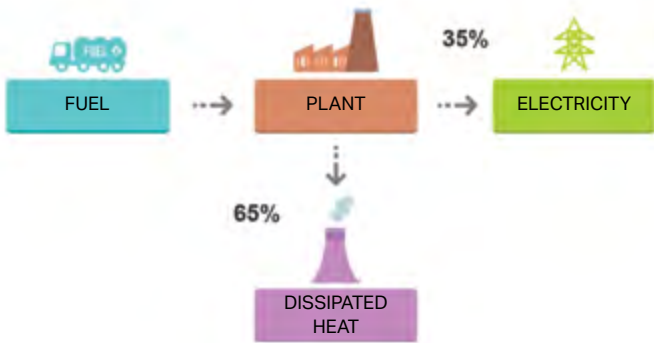 FUEL
35%
FUEL
PLANT
ELECTRICITY
65%
DISSIPATED
HEAT